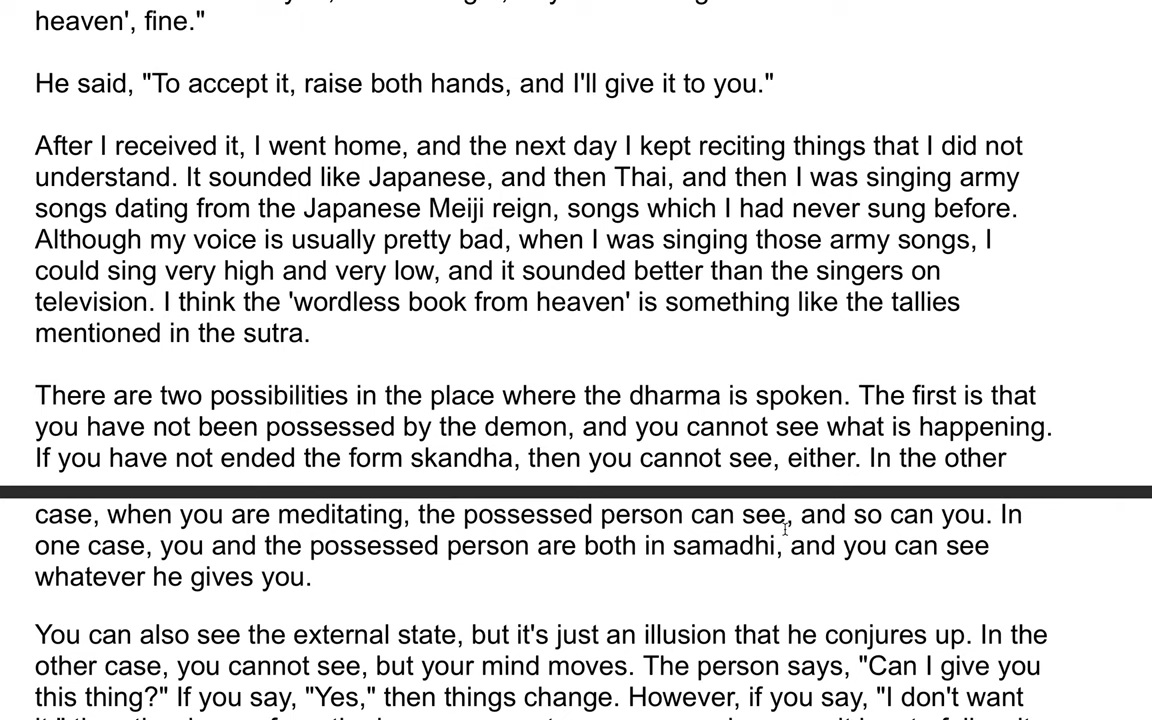 heaven', fine."
He said, "To accept it, raise both hands, and I'll give it to you."
After I received it, I went home, and the next day I kept reciting things that I did not
understand. It sounded like Japanese, and then Thai, and then I was singing army
songs dating from the Japanese Meiji reign, songs which I had never sung before.
Although my voice is usually pretty bad, when I was singing those army songs, I
could sing very high and very low, and it sounded better than the singers on
television. I think the 'wordless book from heaven' is something like the tallies
mentioned in the sutra.
There are two possibilities in the place where the dharma is spoken. The first is that
you have not been possessed by the demon, and you cannot see what is happening.
If you have not ended the form skandha, then you cannot see, either. In the other
case, when you are meditating, the possessed person can see, and so can you. In
one case, you and the possessed person are both in samadhi, and you can see
whatever he gives you.
You can also see the external state, but it's just an illusion that he conjures up. In the
other case, you cannot see, but your mind moves. The person says, "Can I give you
this thing?" If you say, "Yes," then things change. However, if you say, "I don't want